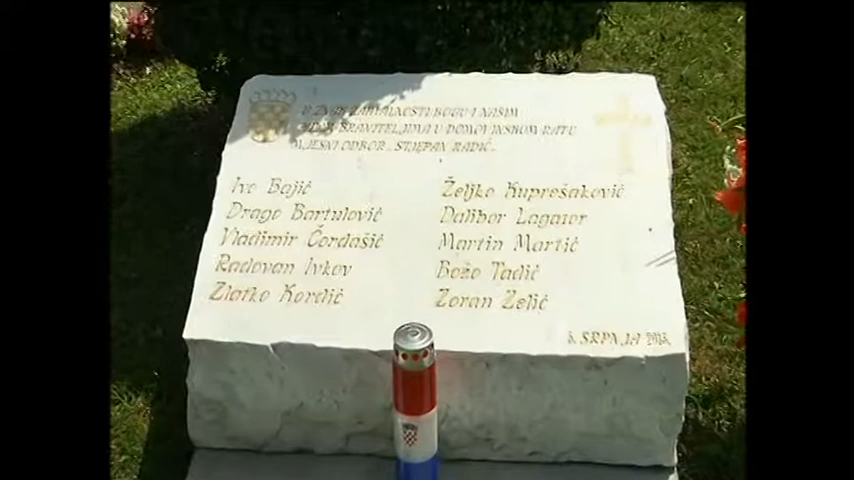 U ZNAK ZAHVALNOSTI BOGU I NAŠIM
BRANITELJIMA U DOMOVINSKOM RATU
MJESNI ODBOR STJEPAN RADIĆ
Ivo Bajić
Drago Bartulović
Vladimir Čordašić
Radovan Ivkov
Zlatko Kordić
Željko Kuprešaković
Dalibor Lagator
Martin Martić
Božo Tadić
Zoran Zelić
5. SRPNJA